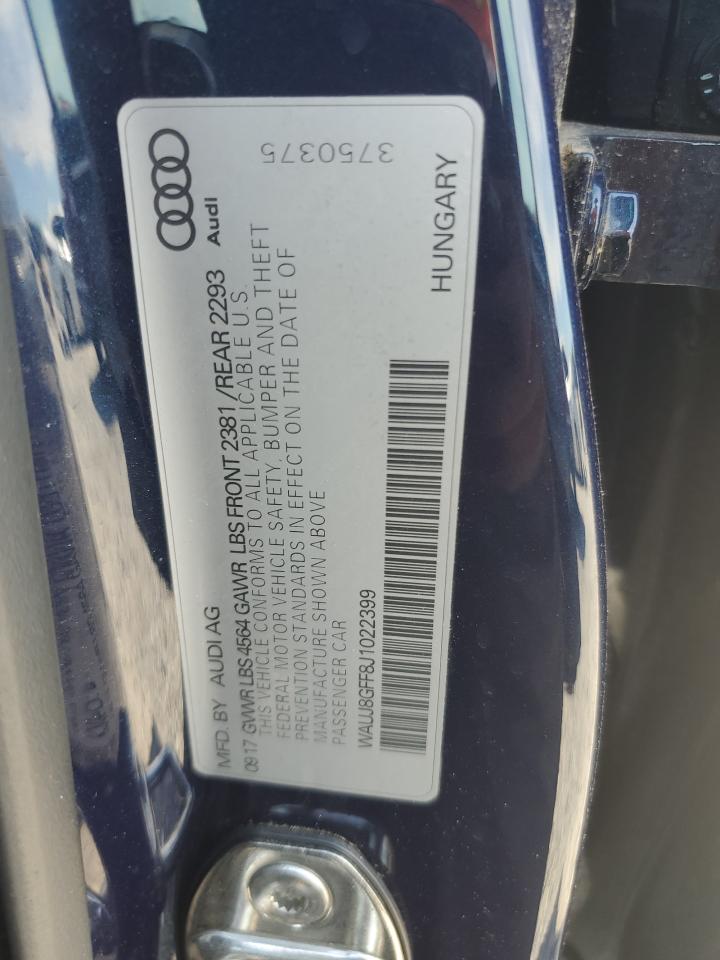 MFD. BY AUDI AG
Audi
09.17 GVWR LBS 4564 GAWR LBS FRONT 2381 /REAR 2293
THIS VEHICLE CONFORMS TO ALL APPLICABLE U.S.
FEDERAL MOTOR VEHICLE SAFETY, BUMPER AND THEFT
PREVENTION STANDARDS IN EFFECT ON THE DATE OF
MANUFACTURE SHOWN ABOVE
PASSENGER CAR
WAUJ8GFF8J1022399
3750375
HUNGARY